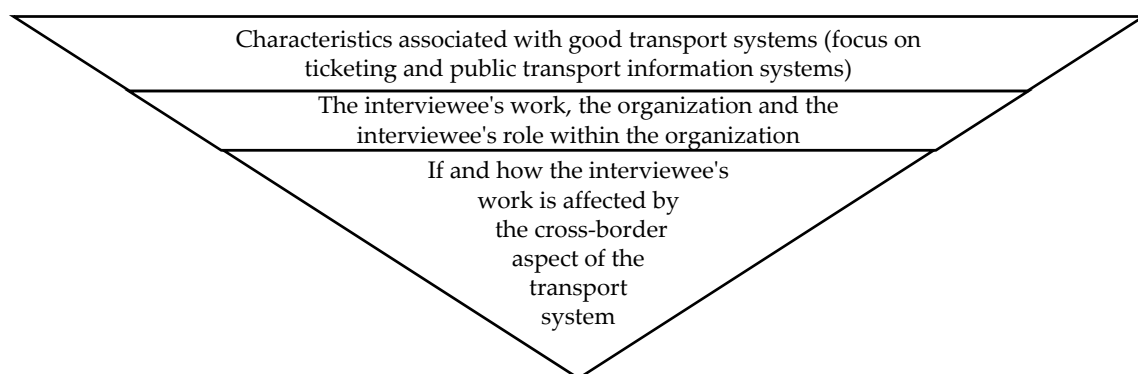 Characteristics associated with good transport systems (focus on
ticketing and public transport information systems)
The interviewee's work, the organization and the
interviewee's role within the organization
If and how the interviewee's
work is affected by
the cross-border
aspect of the
transport
system